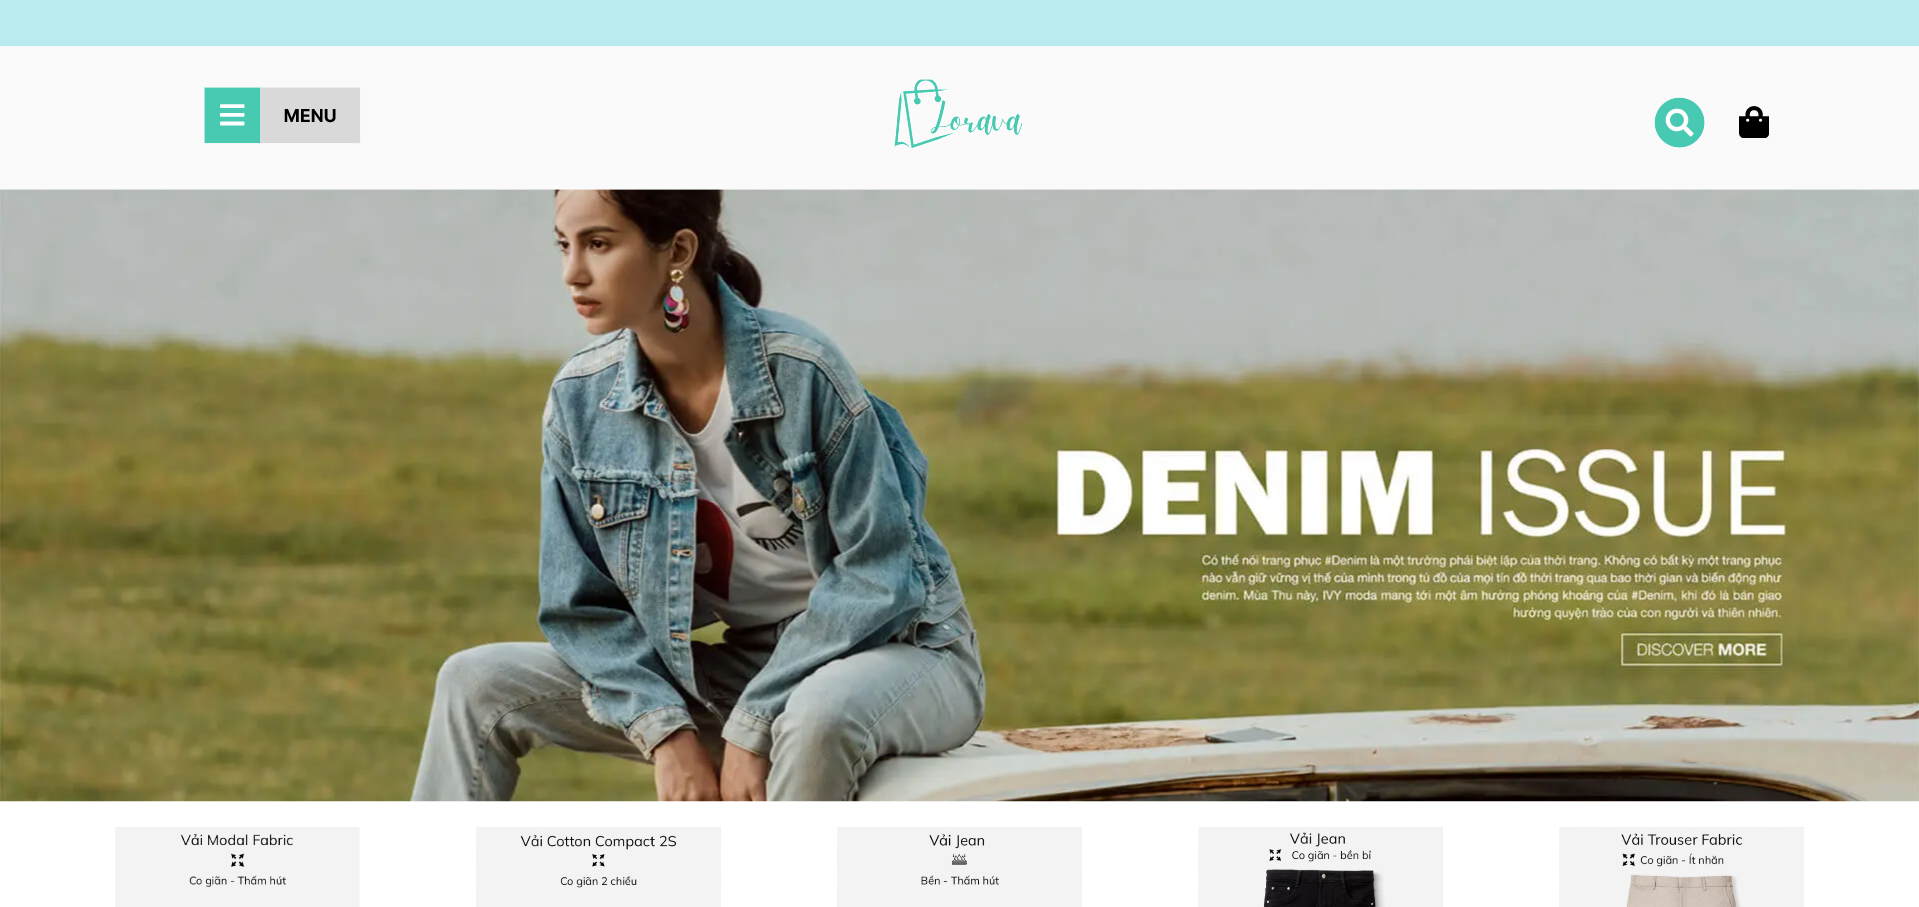 MENU
Lorava
DENIM ISSUE
Có thể nói trang phục #Denim là một trường phái biệt lập của thời trang. Không có bất kỳ một trang phục
nào vẫn giữ vững vị thế của mình trong tủ đồ của mọi tín đồ thời trang qua bao thời gian và biến động như
denim. Mùa Thu này, IVY moda mang tới một âm hưởng phóng khoáng của #Denim, khi đó là bản giao
hưởng quyện trào của con người và thiên nhiên.
DISCOVER MORE
Vải Modal Fabric
Co giãn - Thấm hút
Vải Cotton Compact 2S
Co giãn 2 chiều
Vải Jean
Bền - Thấm hút
Vải Jean
Co giãn - bền bỉ
Vải Trouser Fabric
Co giãn - Ít nhăn